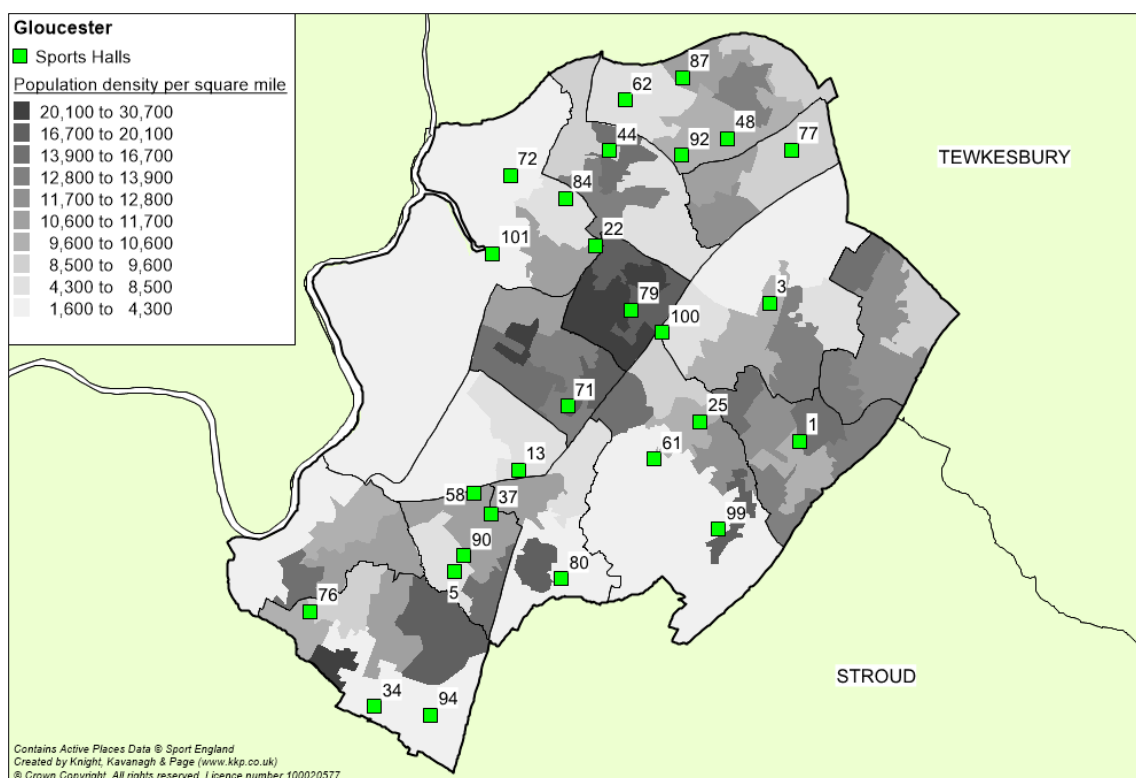 Gloucester
Sports Halls
Population density per square mile
20,100 to 30,700
16,700 to 20,100
13,900 to 16,700
12,800 to 13,900
11,700 to 12,800
10,600 to 11,700
9,600 to 10,600
8,500 to 9,600
4,300 to 8,500
1,600 to 4,300
87
62
48
44
92
77
72
TEWKESBURY
84
22
101
3
79
100
71
25
1
13
61
58
37
99
90
80
5
76
STROUD
34
94
Contains Active Places Data © Sport England
Created by Knight, Kavanagh & Page (www.kkp.co.uk)
© Crown Copyright. All rights reserved. Licence number 100020577